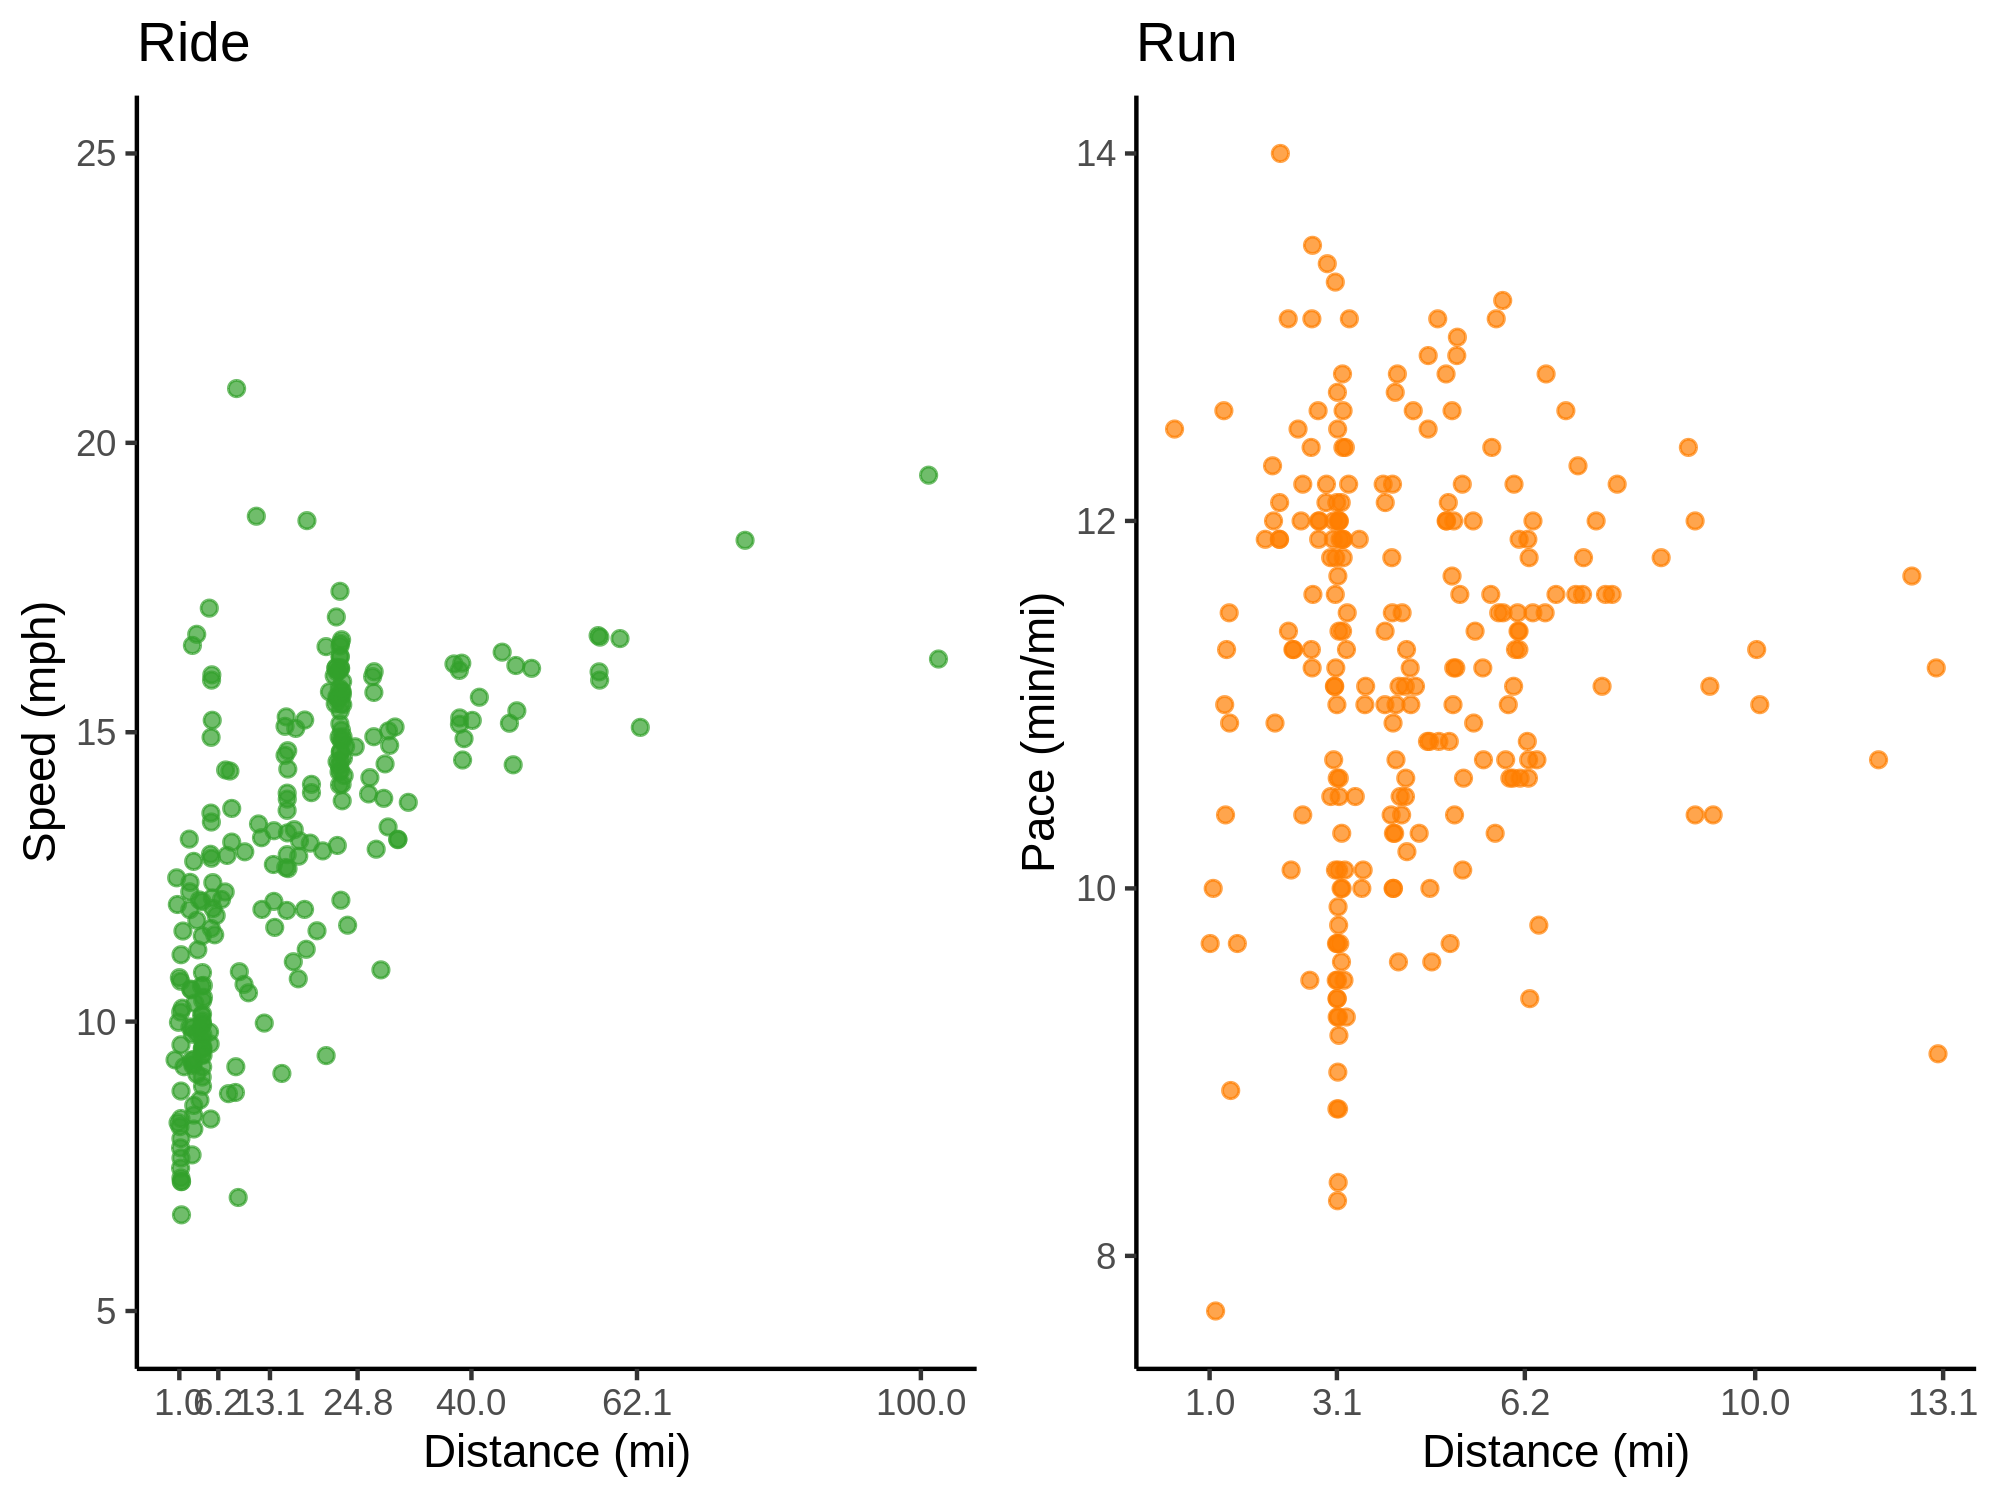 Ride
25
20
15
10
5
Speed (mph)
1.0 6.2 13.1 24.8 40.0 62.1 100.0
Distance (mi)
Run
14
12
10
8
Pace (min/mi)
1.0 3.1 6.2 10.0 13.1
Distance (mi)